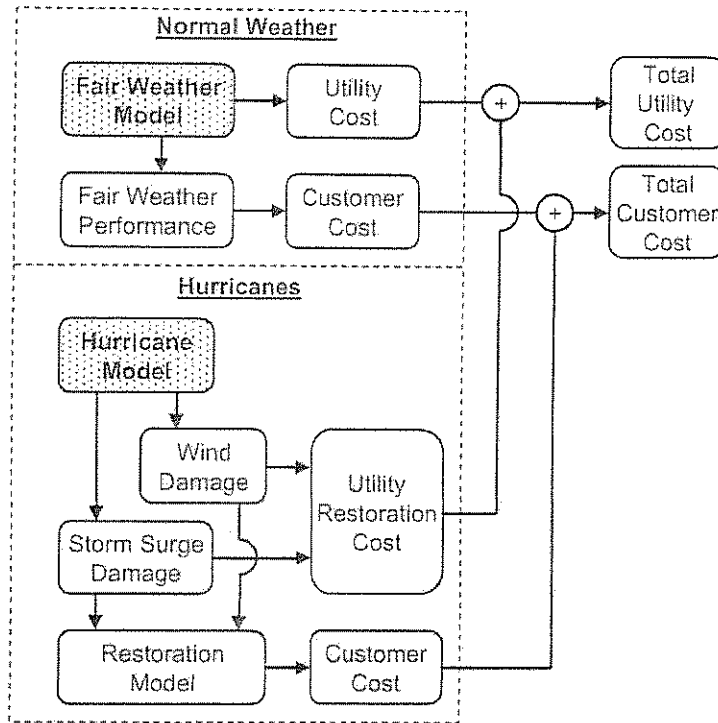 Normal Weather
Fair Weather
Model
Utility
Cost
+
Total
Utility
Cost
Fair Weather
Performance
Customer
Cost
+
Total
Customer
Cost
Hurricanes
Hurricane
Model
Wind
Damage
Utility
Restoration
Cost
Storm Surge
Damage
Restoration
Model
Customer
Cost